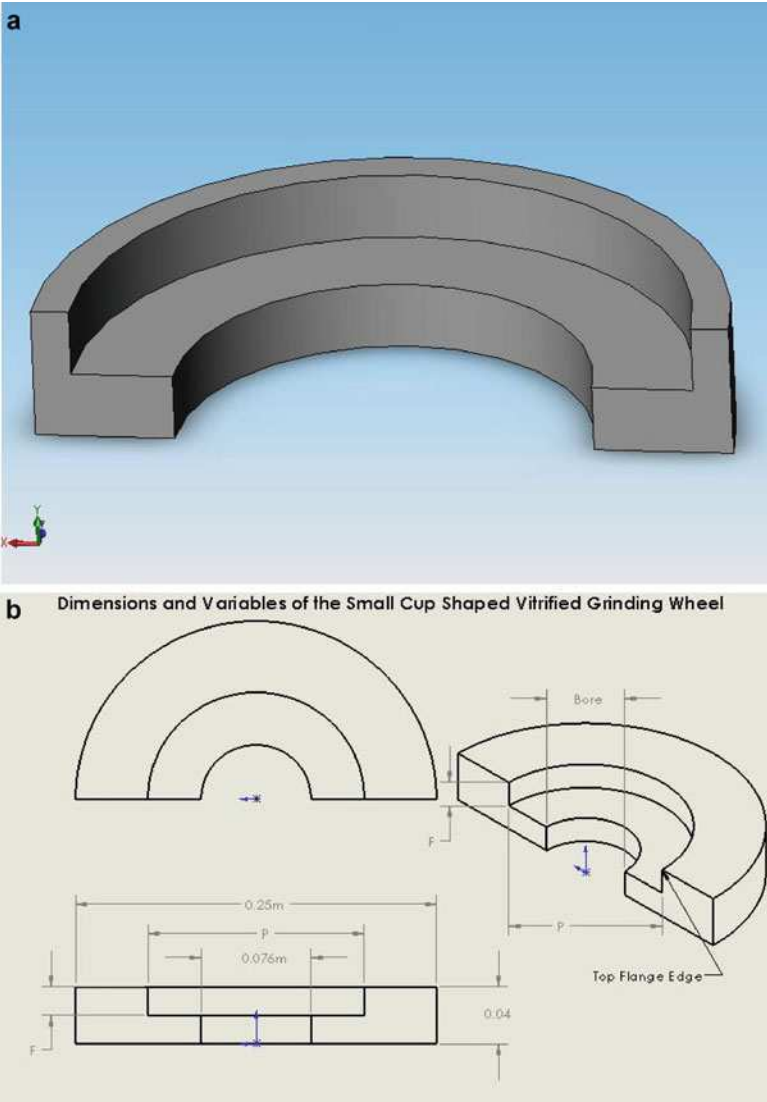 a
Y
X
b
Dimensions and Variables of the Small Cup Shaped Vitrified Grinding Wheel
Bore
F
P
Top Flange Edge
0.25m
P
0.076m
0.04
F